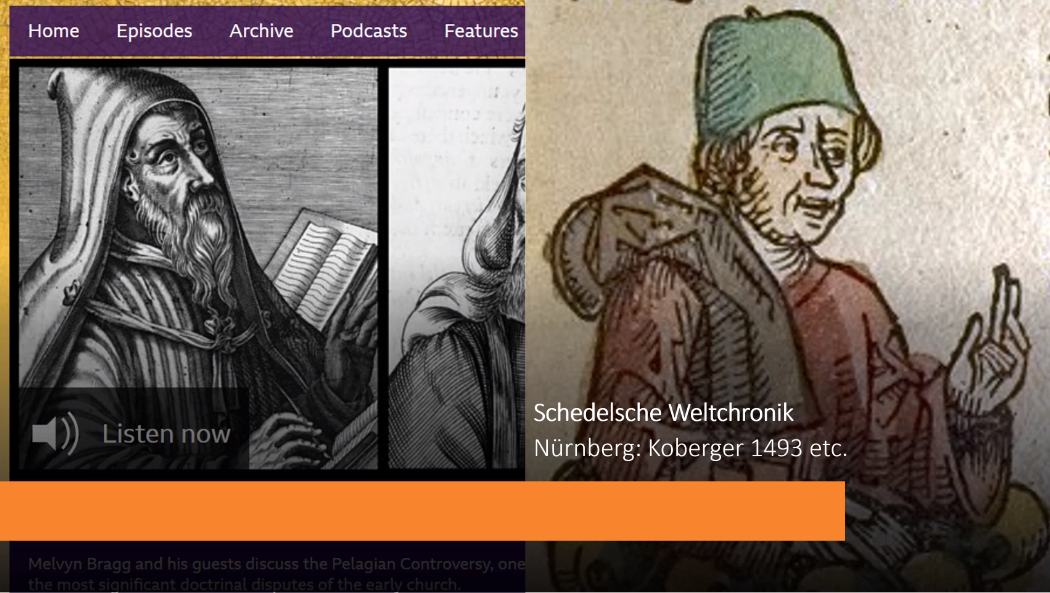 Home Episodes Archive Podcasts Features
Listen now
Schedelsche Weltchronik
Nürnberg: Koberger 1493 etc.
Melvyn Bragg and his guests discuss the Pelagian Controversy, one
the most significant doctrinal disputes of the early church.